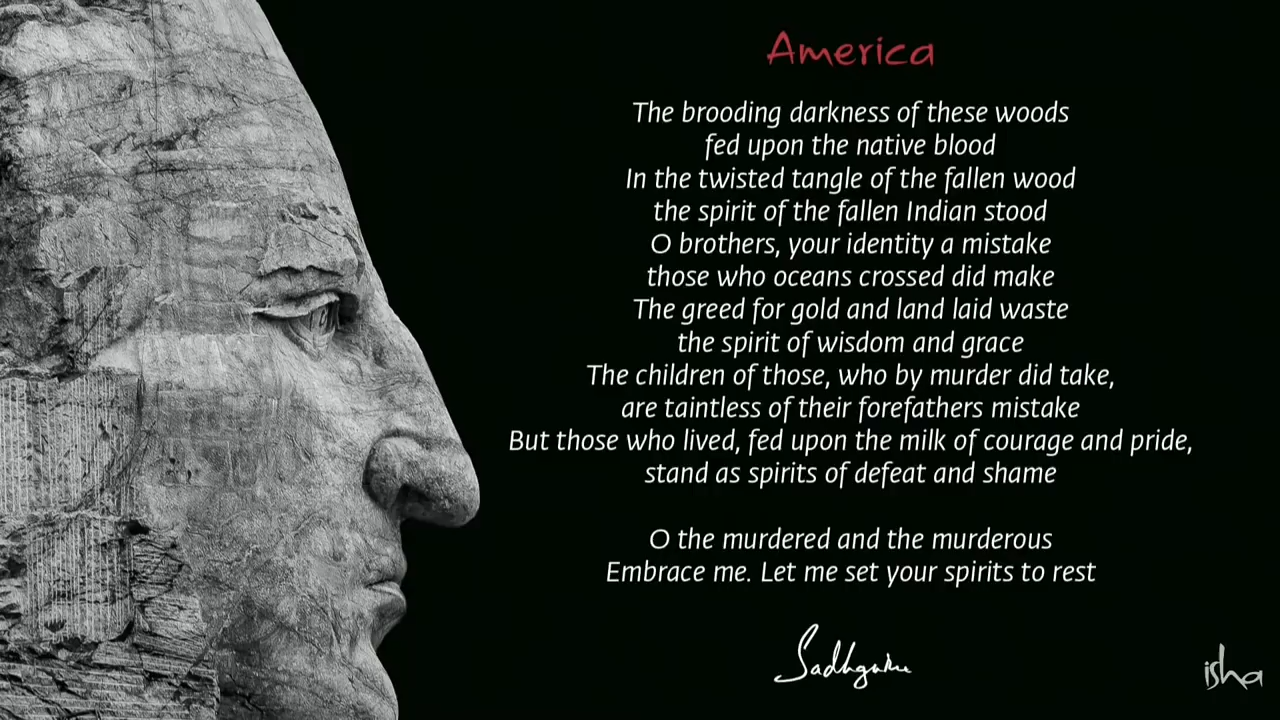 America
The brooding darkness of these woods
fed upon the native blood
In the twisted tangle of the fallen wood
the spirit of the fallen Indian stood
O brothers, your identity a mistake
those who oceans crossed did make
The greed for gold and land laid waste
the spirit of wisdom and grace
The children of those, who by murder did take,
are taintless of their forefathers mistake
But those who lived, fed upon the milk of courage and pride,
stand as spirits of defeat and shame
O the murdered and the murderous
Embrace me. Let me set your spirits to rest
Sadhguru
isha